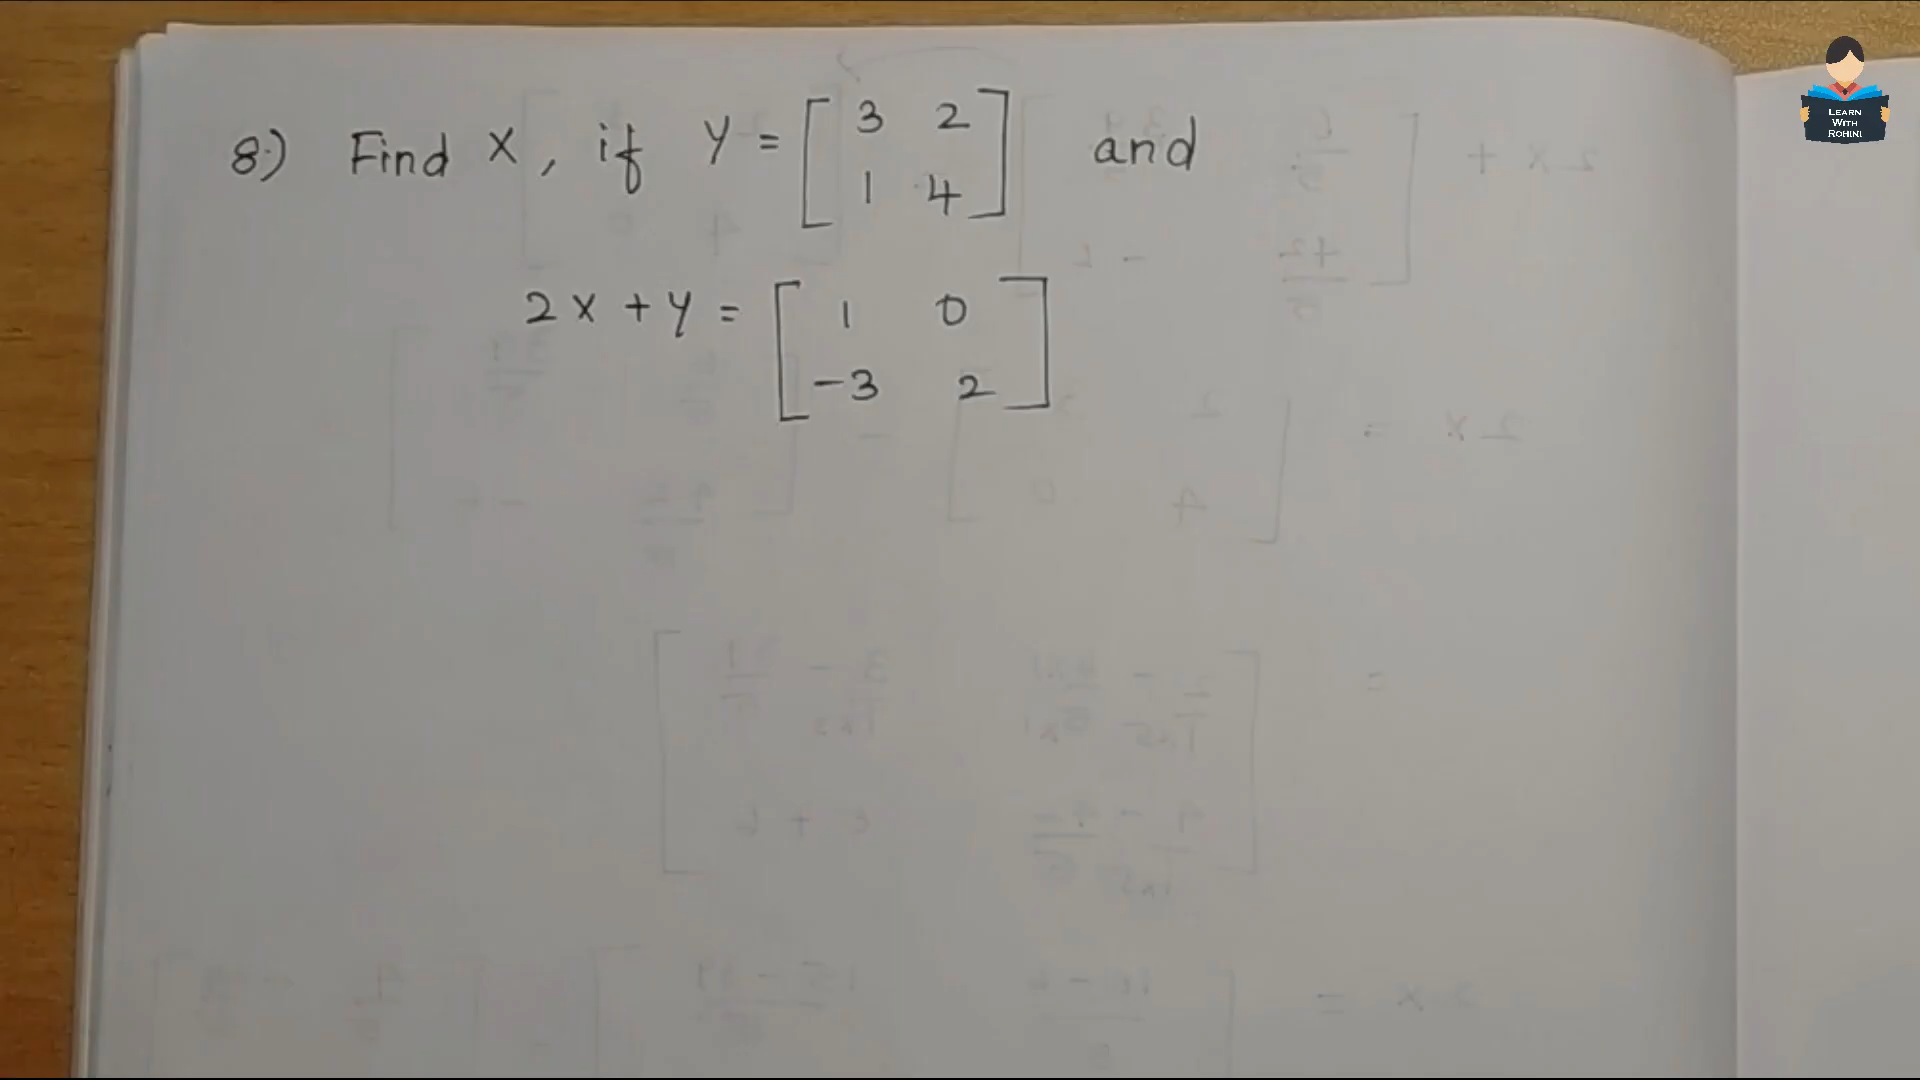 8.) Find X, if Y = [ 3 2
1 4 ] and
2X + Y = [ 1 0
-3 2 ]
LEARN
WITH
ROHINI